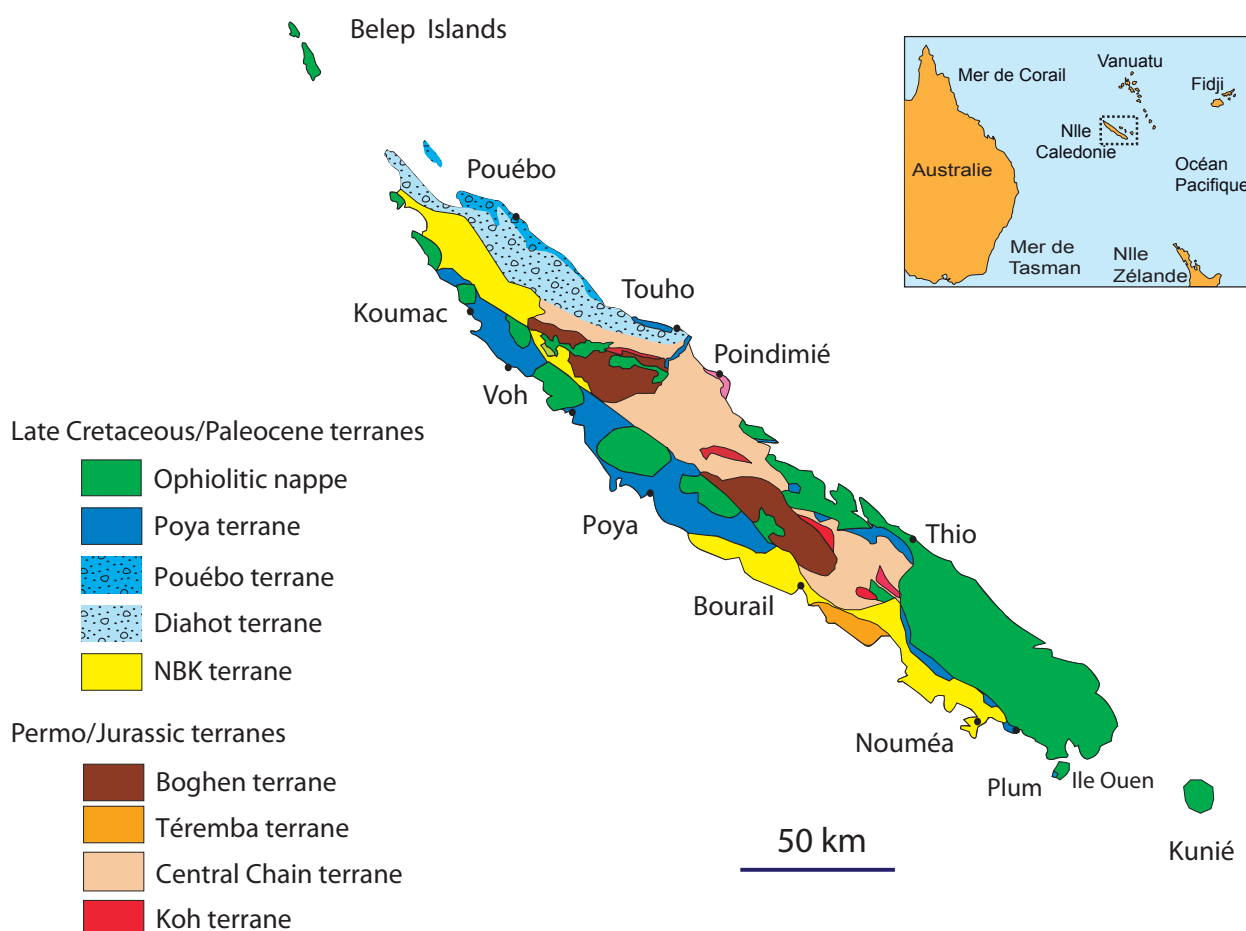 Belep Islands
Pouébo
Touho
Koumac
Poindimié
Voh
Poya
Thio
Bourail
Nouméa
Plum
Ile Ouen
Kunié
50 km
Mer de Corail
Vanuatu
Fidji
Nlle
Caledonie
Australie
Océan
Pacifique
Mer de
Tasman
Nlle
Zélande
Late Cretaceous/Paleocene terranes
Ophiolitic nappe
Poya terrane
Pouébo terrane
Diahot terrane
NBK terrane
Permo/Jurassic terranes
Boghen terrane
Téremba terrane
Central Chain terrane
Koh terrane